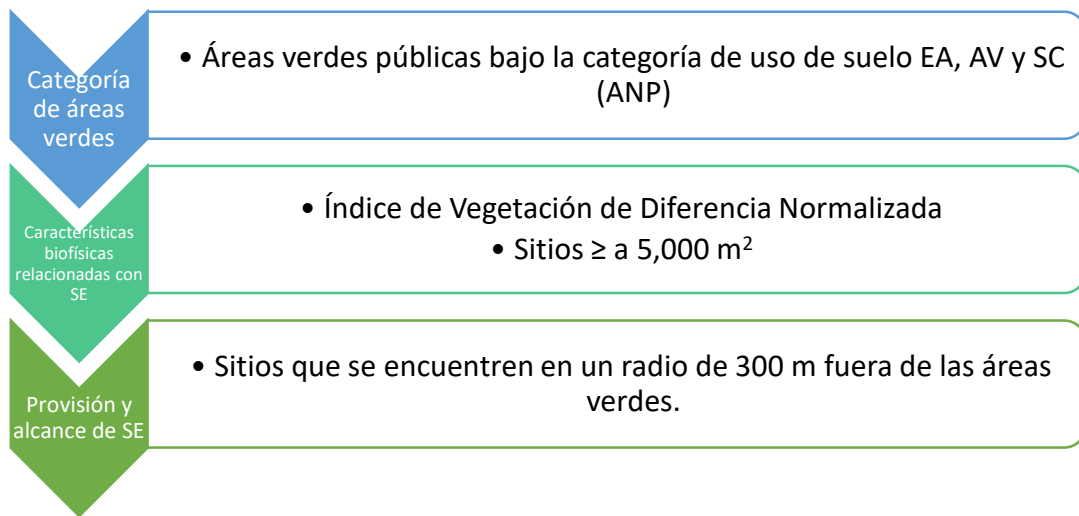 Categoría
de áreas
verdes
• Áreas verdes públicas bajo la categoría de uso de suelo EA, AV y SC
(ANP)
Características
biofísicas
relacionadas con
SE
• Índice de Vegetación de Diferencia Normalizada
• Sitios ≥ a 5,000 m²
Provisión y
alcance de SE
• Sitios que se encuentren en un radio de 300 m fuera de las áreas
verdes.